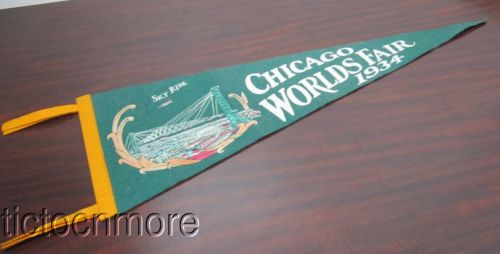 CHICAGO
WORLDS FAIR
1934
SKY RIDE
tictocnmore